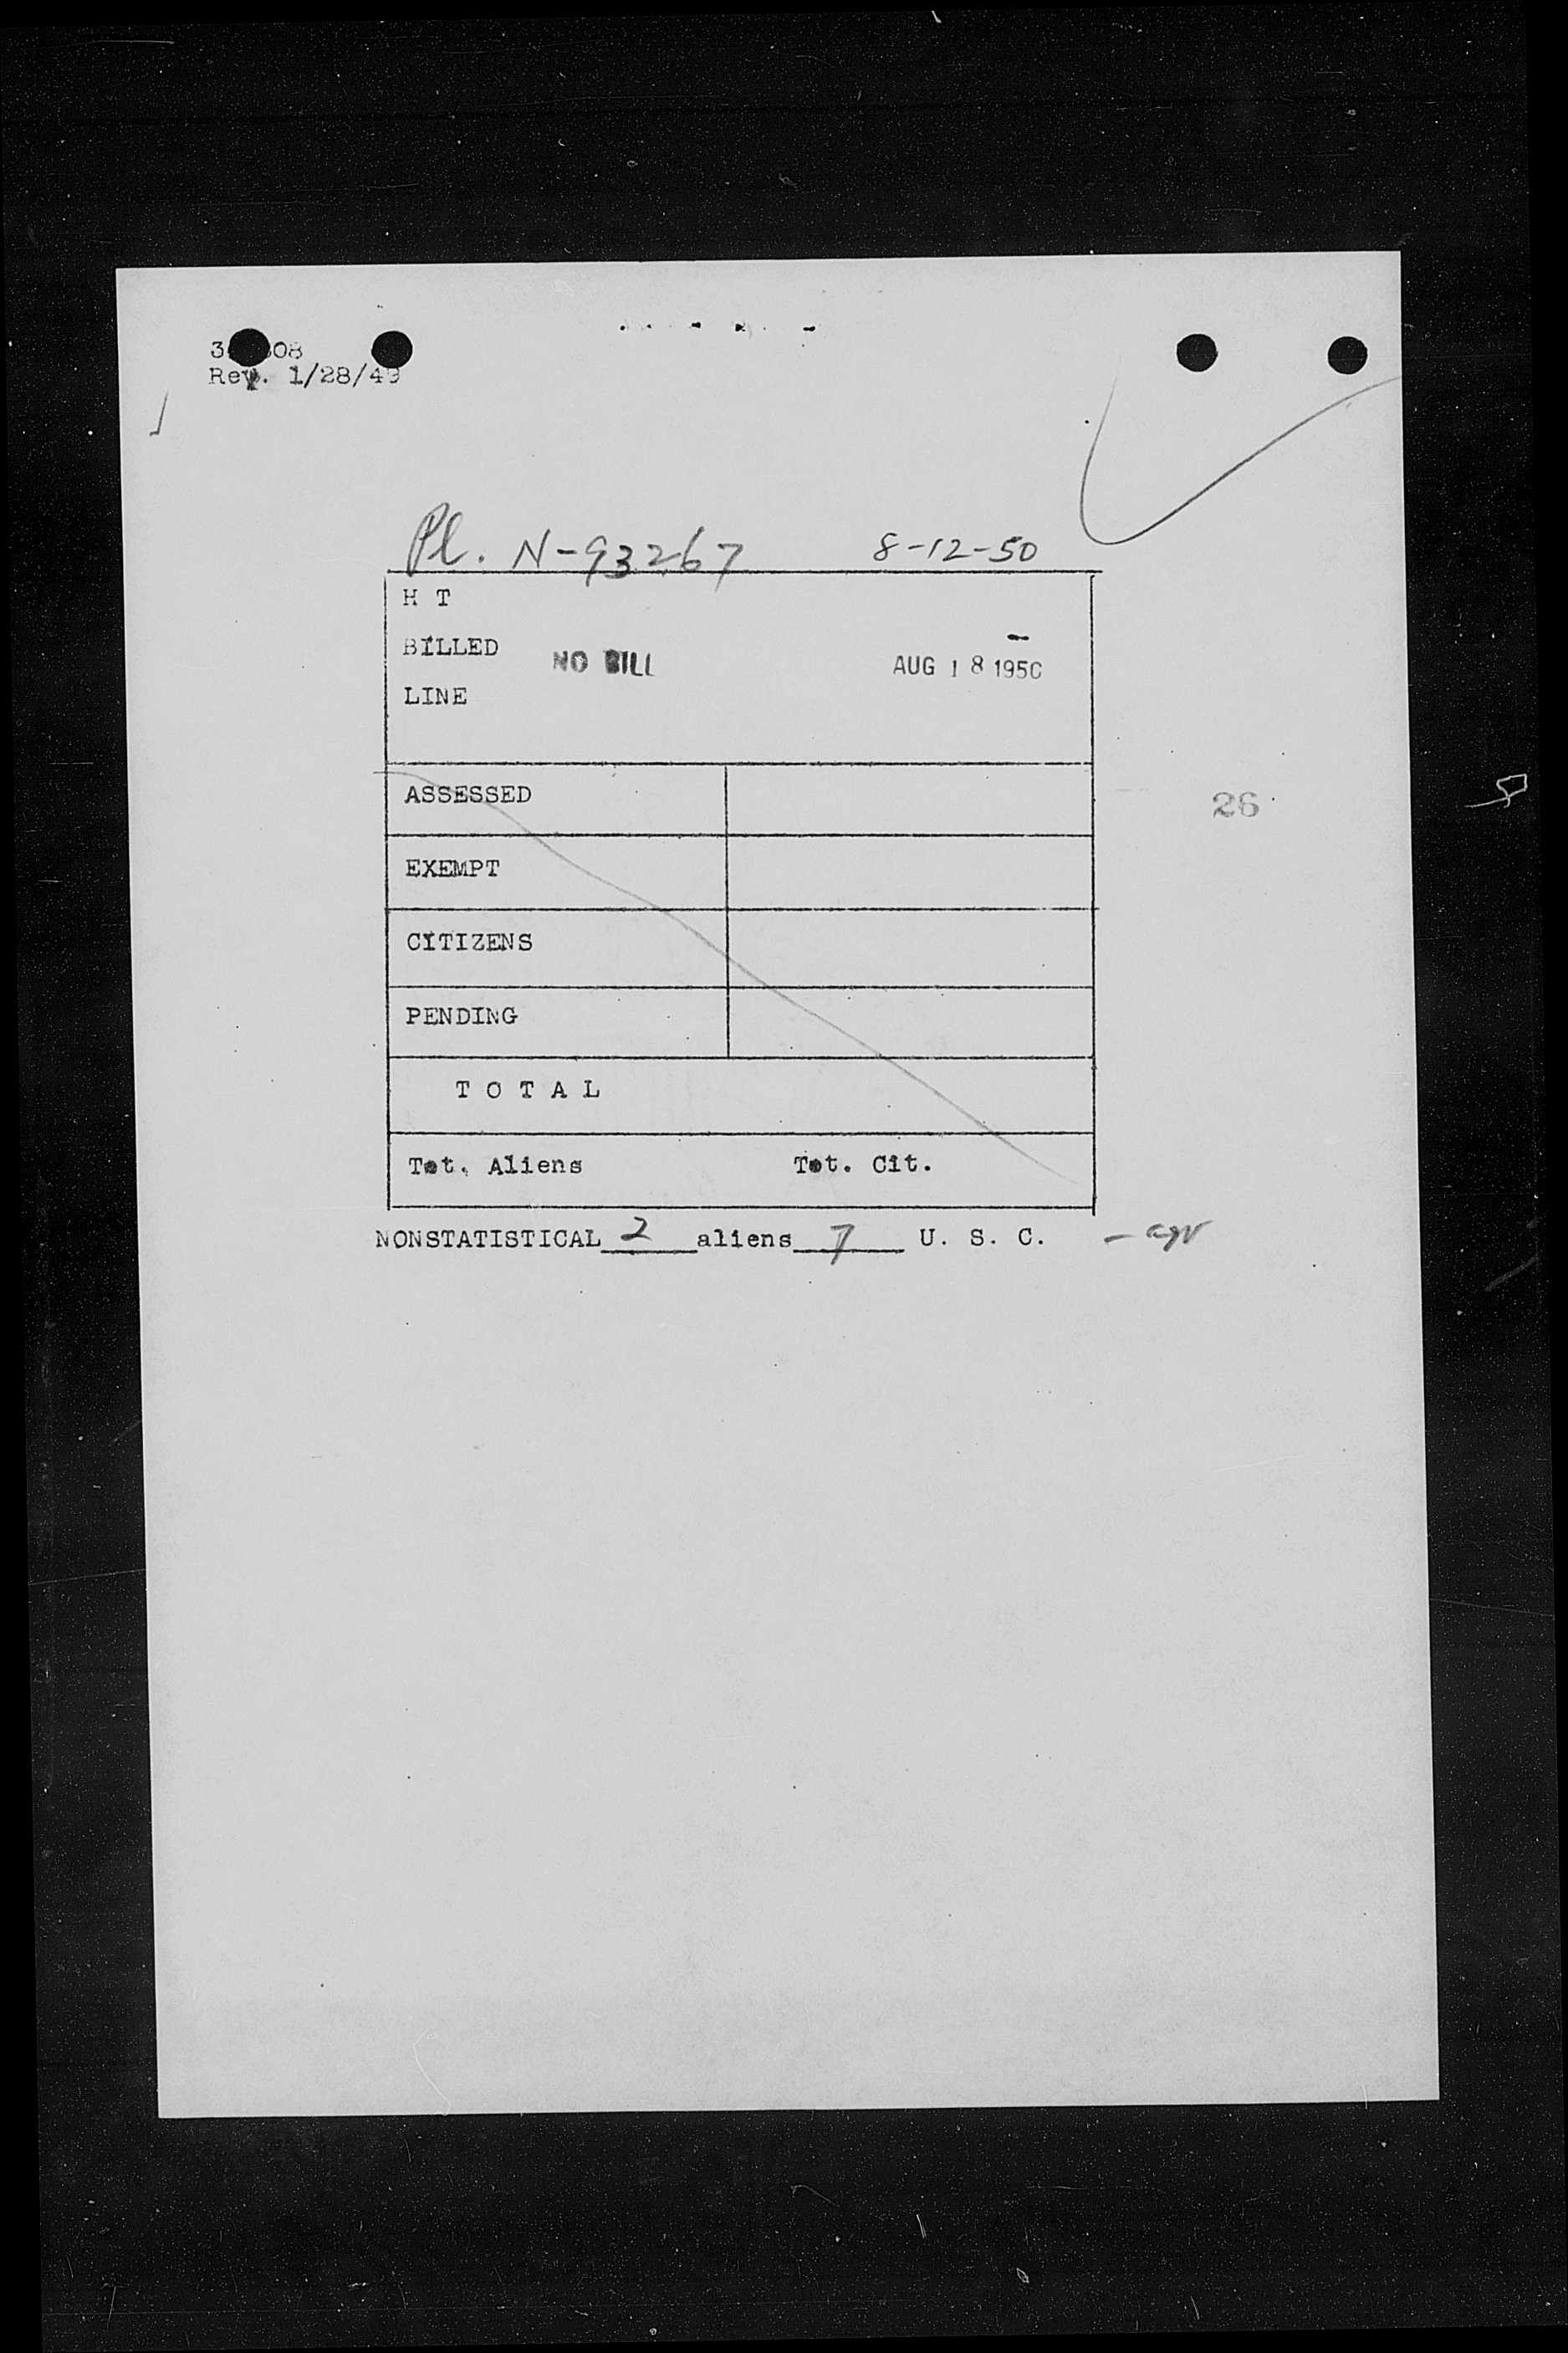 Rev. 1/28/49
Pl. N-93267 8-12-50
H T
BILLED NO BILL AUG 18 1950
LINE
ASSESSED
26
EXEMPT
CITIZENS
PENDING
T O T A L
Tot. Aliens Tot. Cit.
NONSTATISTICAL 2 aliens 7 U. S. C.